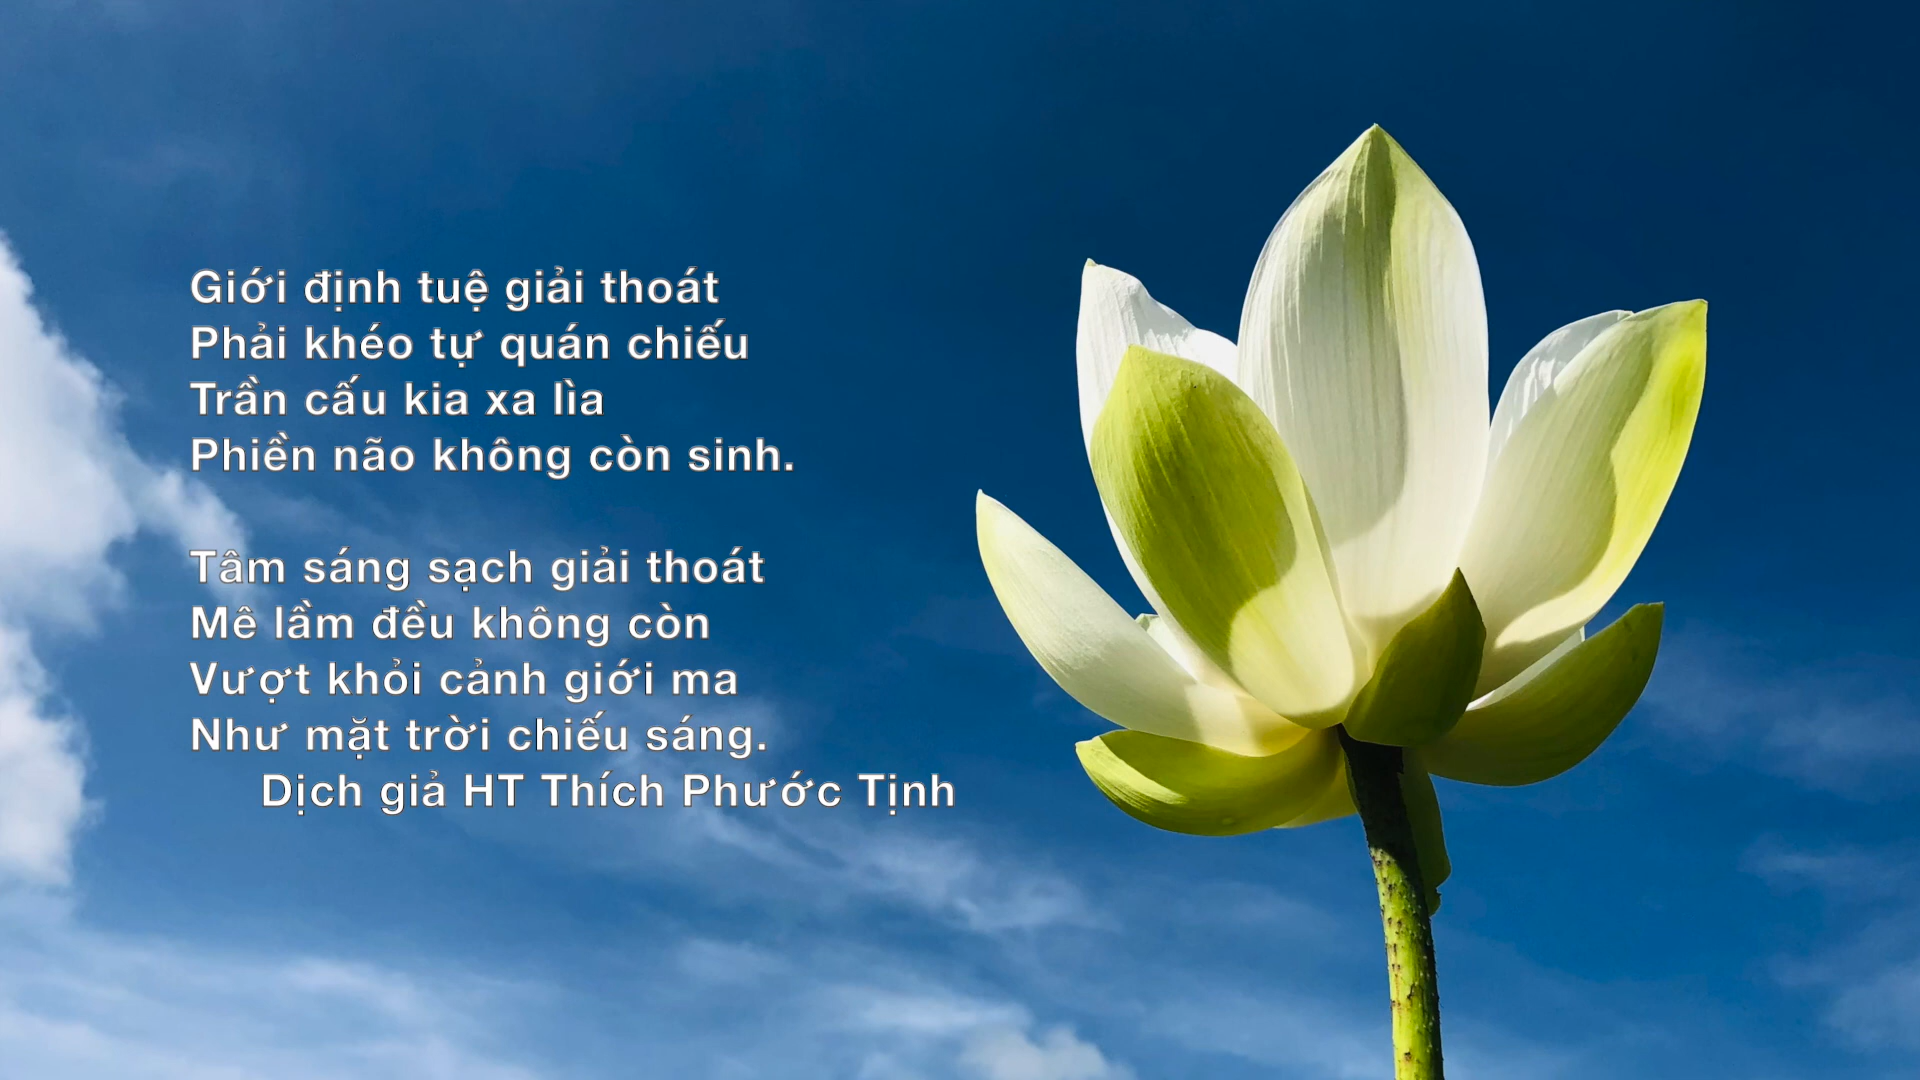 Giới định tuệ giải thoát
Phải khéo tự quán chiếu
Trần cấu kia xa lìa
Phiền não không còn sinh.
Tâm sáng sạch giải thoát
Mê lầm đều không còn
Vượt khỏi cảnh giới ma
Như mặt trời chiếu sáng.
Dịch giả HT Thích Phước Tịnh